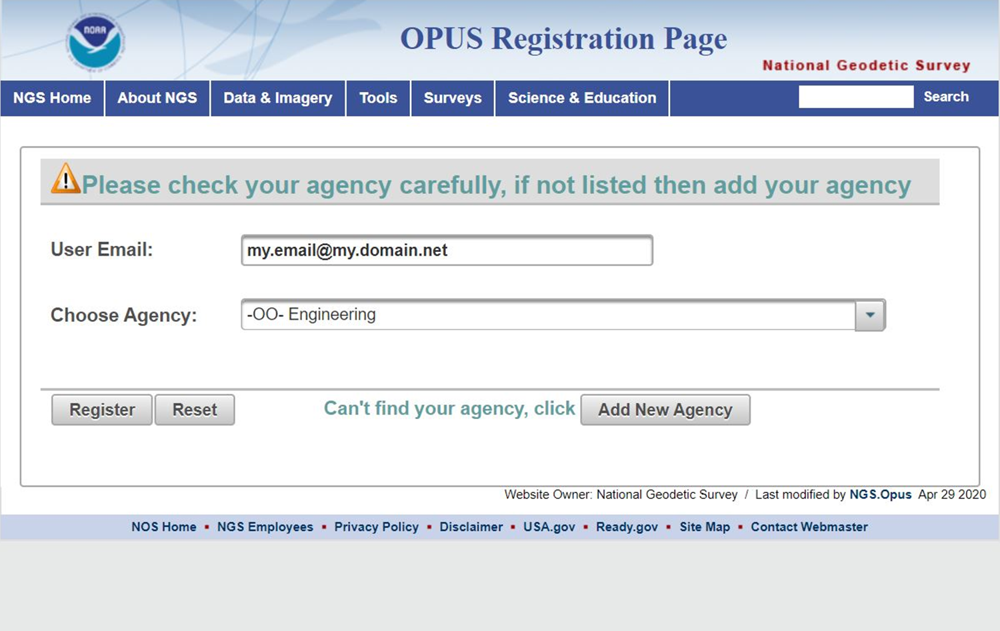 NOAA
OPUS Registration Page
National Geodetic Survey
NGS Home About NGS Data & Imagery Tools Surveys Science & Education Search
Please check your agency carefully, if not listed then add your agency
User Email: my.email@my.domain.net
Choose Agency: -OO- Engineering
Register Reset Can't find your agency, click Add New Agency
Website Owner: National Geodetic Survey / Last modified by NGS.Opus Apr 29 2020
NOS Home ▪ NGS Employees ▪ Privacy Policy ▪ Disclaimer ▪ USA.gov ▪ Ready.gov ▪ Site Map ▪ Contact Webmaster